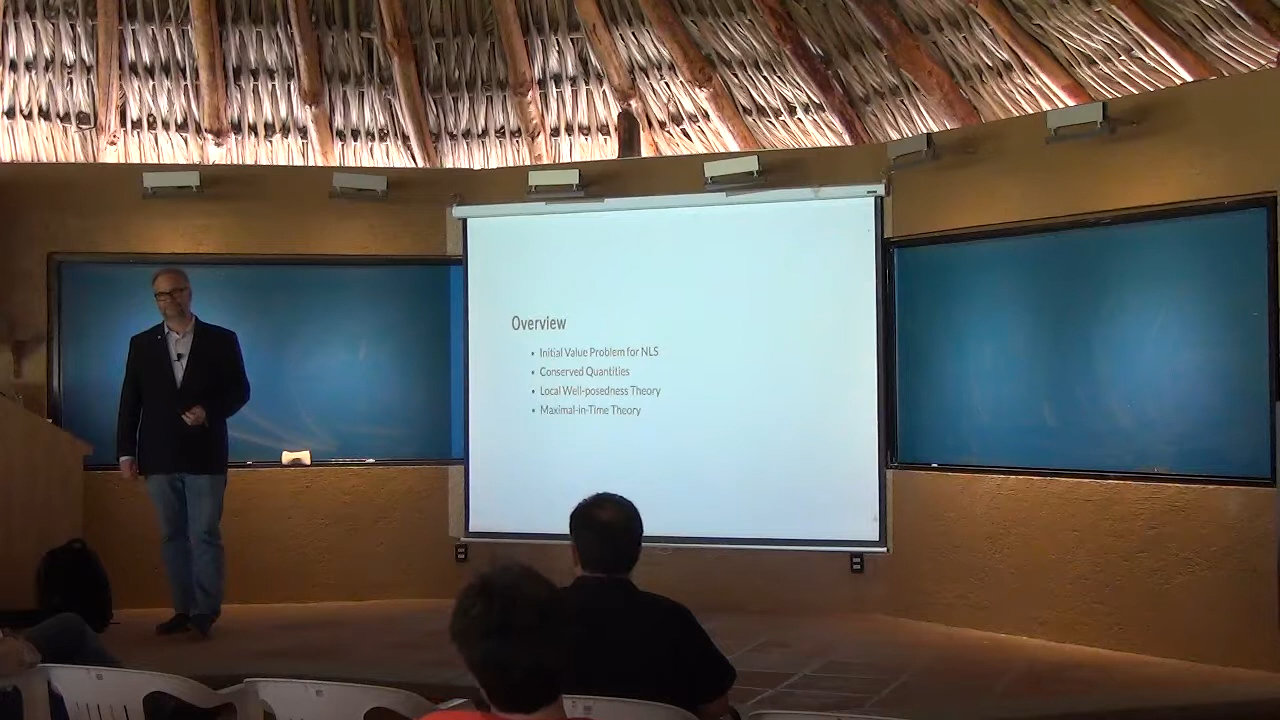 Overview
• Initial Value Problem for NLS
• Conserved Quantities
• Local Well-posedness Theory
• Maximal-in-Time Theory